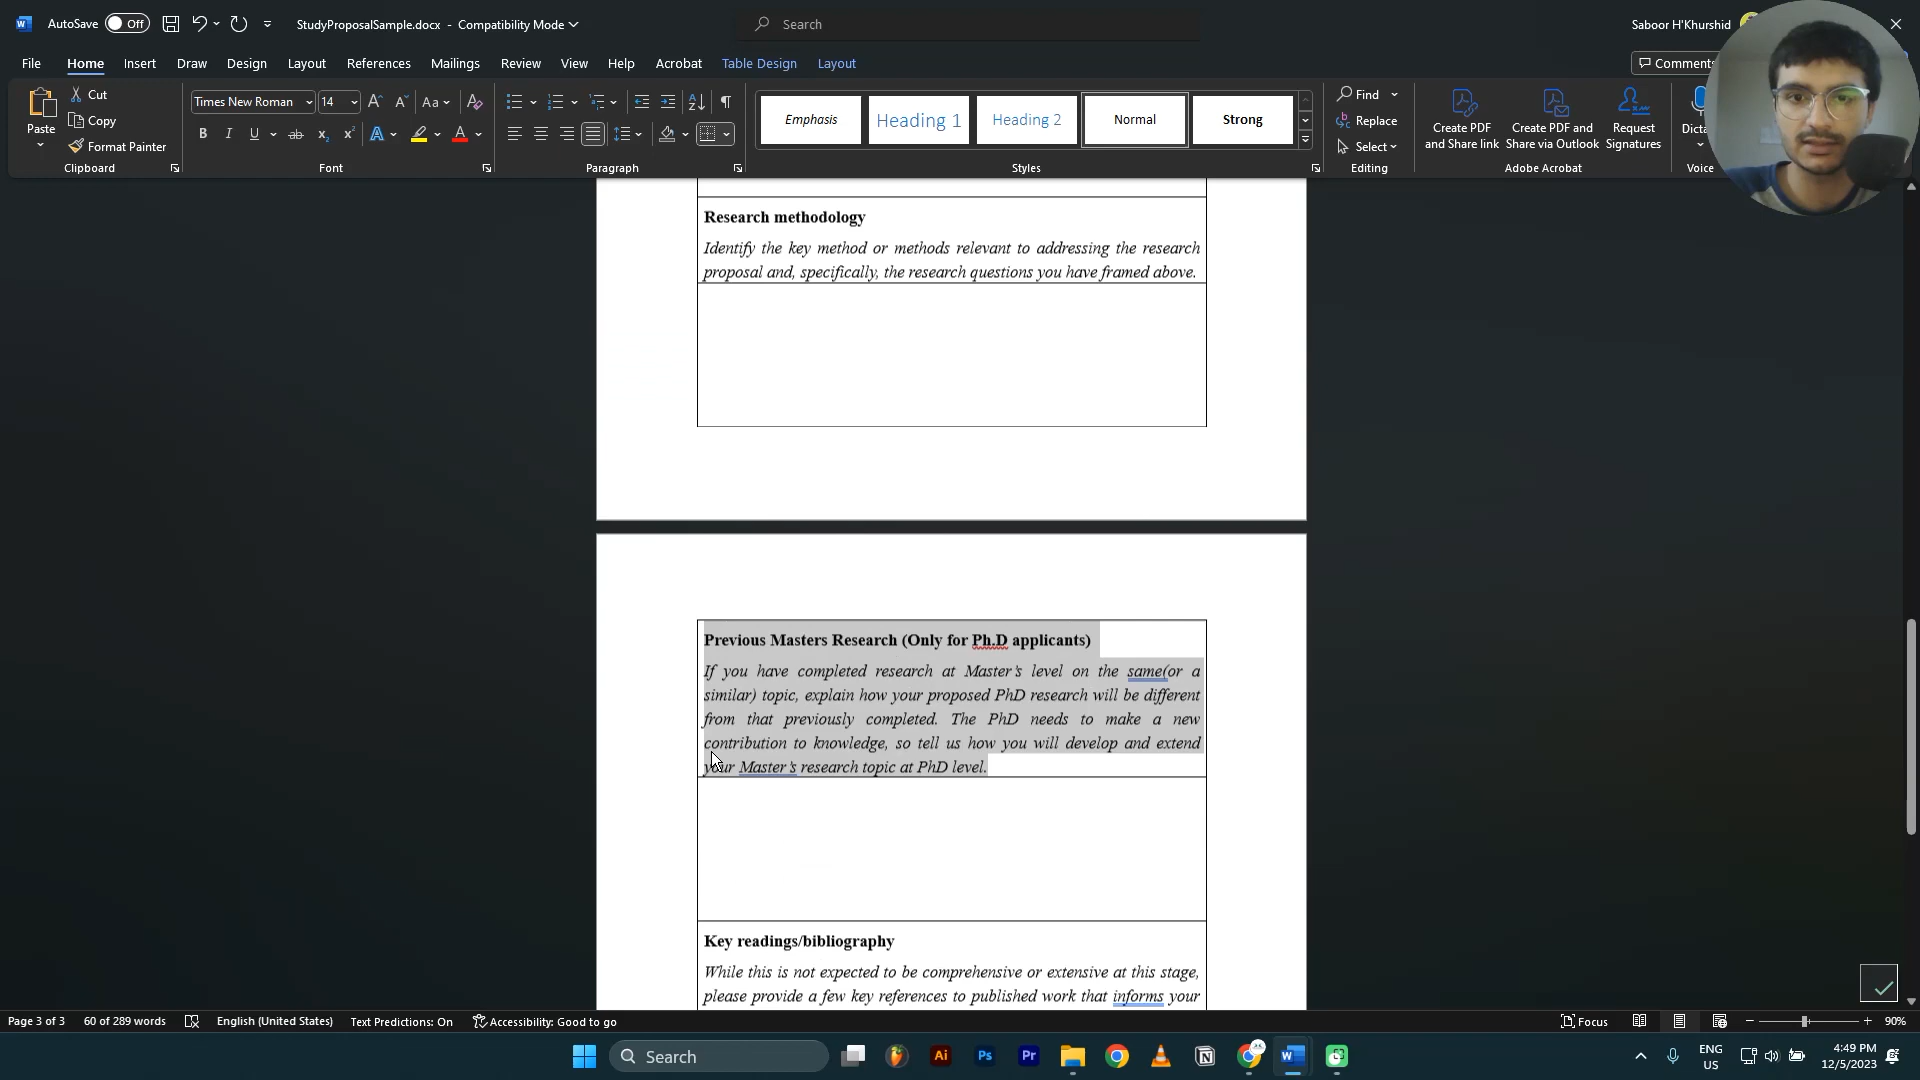 AutoSave Off StudyProposalSample.docx - Compatibility Mode Search Saboor H'Khurshid
File Home Insert Draw Design Layout References Mailings Review View Help Acrobat Table Design Layout Comments
Paste
Cut
Copy
Format Painter
Clipboard
Times New Roman 14 Aa
Font
Paragraph
Emphasis Heading 1 Heading 2 Normal Strong
Styles
Find
Replace
Select
Editing
Create PDF and Share link
Create PDF and Share via Outlook
Request Signatures
Adobe Acrobat
Voice
Research methodology
Identify the key method or methods relevant to addressing the research
proposal and, specifically, the research questions you have framed above.
Previous Masters Research (Only for Ph.D applicants)
If you have completed research at Master's level on the same(or a
similar) topic, explain how your proposed PhD research will be different
from that previously completed. The PhD needs to make a new
contribution to knowledge, so tell us how you will develop and extend
your Master's research topic at PhD level.
Key readings/bibliography
While this is not expected to be comprehensive or extensive at this stage,
please provide a few key references to published work that informs your
Page 3 of 3 60 of 289 words English (United States) Text Predictions: On Accessibility: Good to go Focus 90%
Search Ai Ps Pr ENG US 4:49 PM 12/5/2023